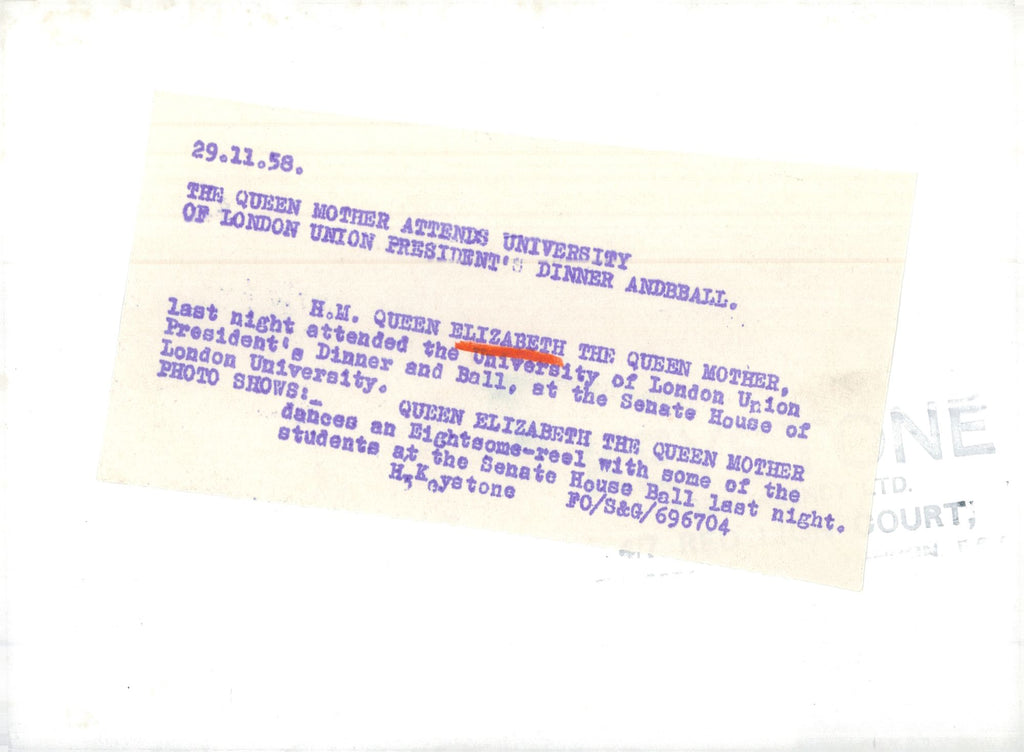 29.11.58.
THE QUEEN MOTHER ATTENDS UNIVERSITY
OF LONDON UNION PRESIDENT'S DINNER ANDBBALL.
H.M. QUEEN ELIZABETH THE QUEEN MOTHER,
last night attended the University of London Union
President's Dinner and Ball, at the Senate House of
London University.
PHOTO SHOWS:_ QUEEN ELIZABETH THE QUEEN MOTHER
dances an Eightsome-reel with some of the
students at the Senate House Ball last night.
H,K,ystone FO/S&G/696704
ONE
LTD.
COURT,